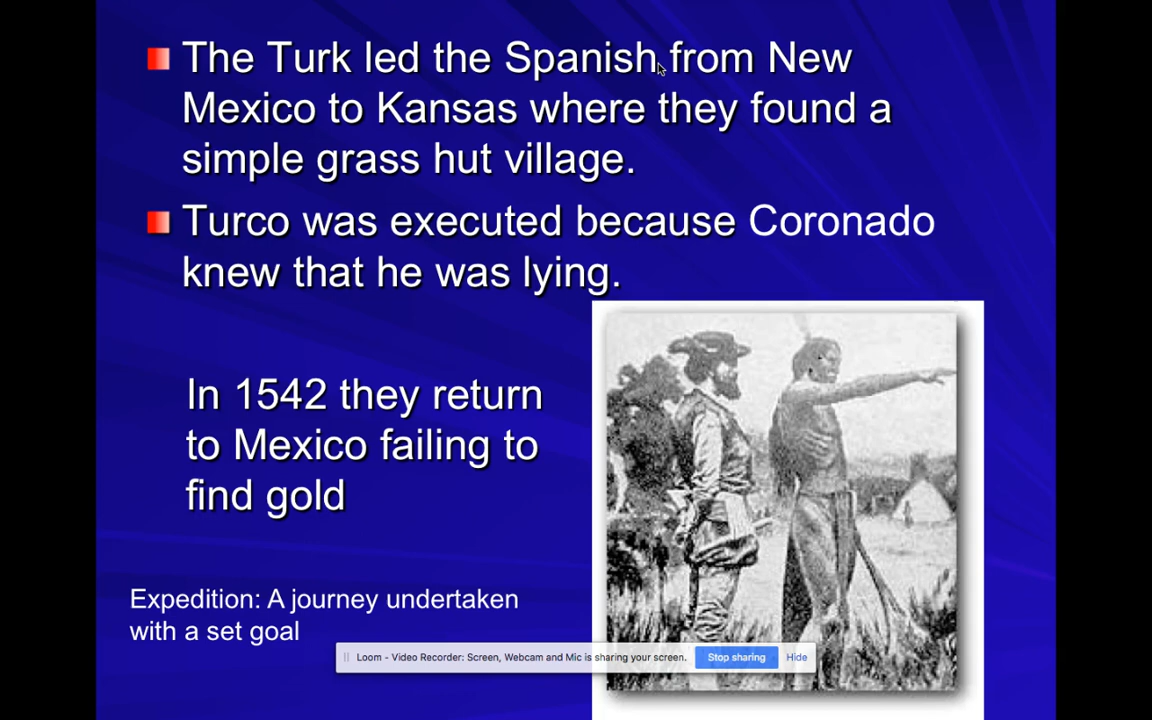 The Turk led the Spanish from New
Mexico to Kansas where they found a
simple grass hut village.
Turco was executed because Coronado
knew that he was lying.
In 1542 they return
to Mexico failing to
find gold
Expedition: A journey undertaken
with a set goal
Loom - Video Recorder: Screen, Webcam and Mic is sharing your screen. Stop sharing Hide